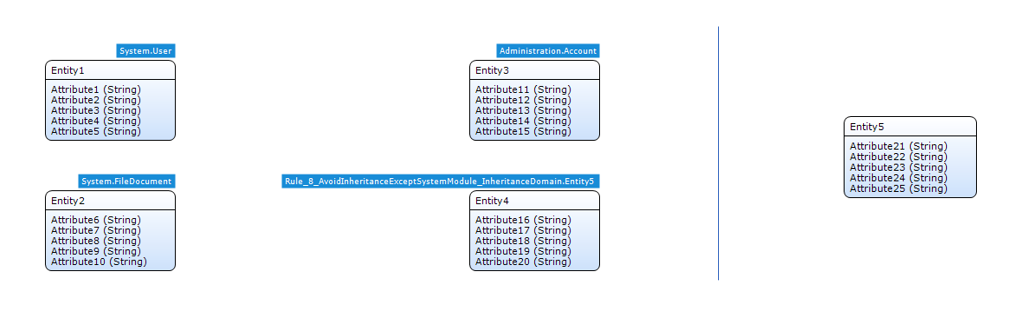 System.User
Entity1
Attribute1 (String)
Attribute2 (String)
Attribute3 (String)
Attribute4 (String)
Attribute5 (String)
Administration.Account
Entity3
Attribute11 (String)
Attribute12 (String)
Attribute13 (String)
Attribute14 (String)
Attribute15 (String)
System.FileDocument
Entity2
Attribute6 (String)
Attribute7 (String)
Attribute8 (String)
Attribute9 (String)
Attribute10 (String)
Rule_8_AvoidInheritanceExceptSystemModule_InheritanceDomain.Entity5
Entity4
Attribute16 (String)
Attribute17 (String)
Attribute18 (String)
Attribute19 (String)
Attribute20 (String)
Entity5
Attribute21 (String)
Attribute22 (String)
Attribute23 (String)
Attribute24 (String)
Attribute25 (String)